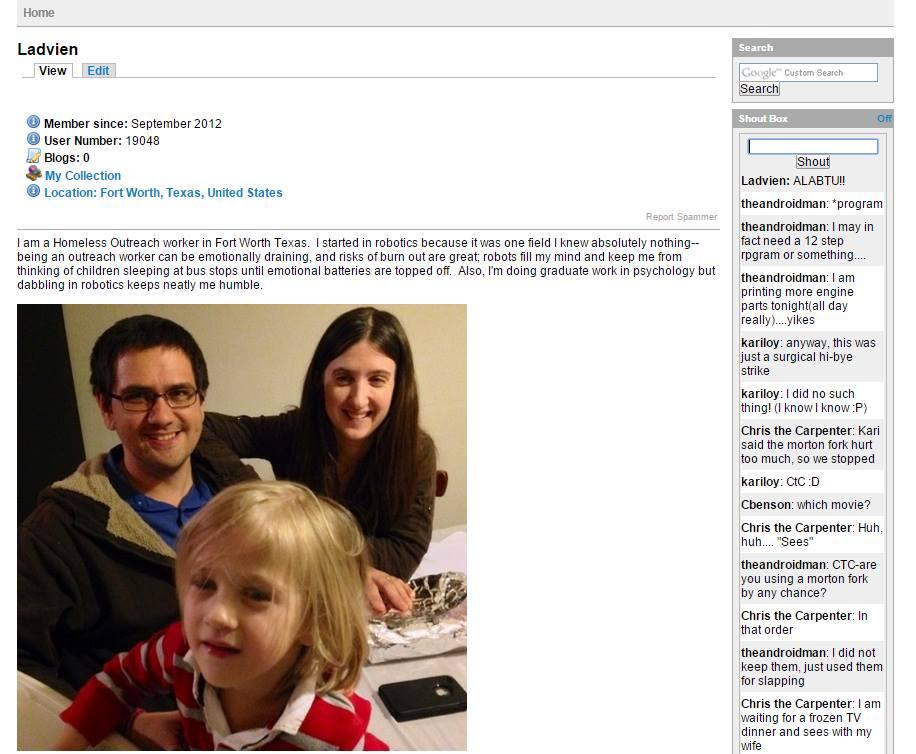 Home
Ladvien
View Edit
Member since: September 2012
User Number: 19048
Blogs: 0
My Collection
Location: Fort Worth, Texas, United States
Report Spammer
I am a Homeless Outreach worker in Fort Worth Texas.  I started in robotics because it was one field I knew absolutely nothing--
being an outreach worker can be emotionally draining, and risks of burn out are great; robots fill my mind and keep me from
thinking of children sleeping at bus stops until emotional batteries are topped off.  Also, I'm doing graduate work in psychology but
dabbling in robotics keeps neatly me humble.
Search
Google™ Custom Search
Search
Shout Box Off
Shout
Ladvien: ALABTU!!
theandroidman: *program
theandroidman: I may in
fact need a 12 step
rpgram or something....
theandroidman: I am
printing more engine
parts tonight(all day
really)....yikes
kariloy: anyway, this was
just a surgical hi-bye
strike
kariloy: I did no such
thing! (I know I know :P)
Chris the Carpenter: Kari
said the morton fork hurt
too much, so we stopped
kariloy: CtC :D
Cbenson: which movie?
Chris the Carpenter: Huh,
huh.... "Sees"
theandroidman: CTC-are
you using a morton fork
by any chance?
Chris the Carpenter: In
that order
theandroidman: I did not
keep them, just used them
for slapping
Chris the Carpenter: I am
waiting for a frozen TV
dinner and sees with my
wife